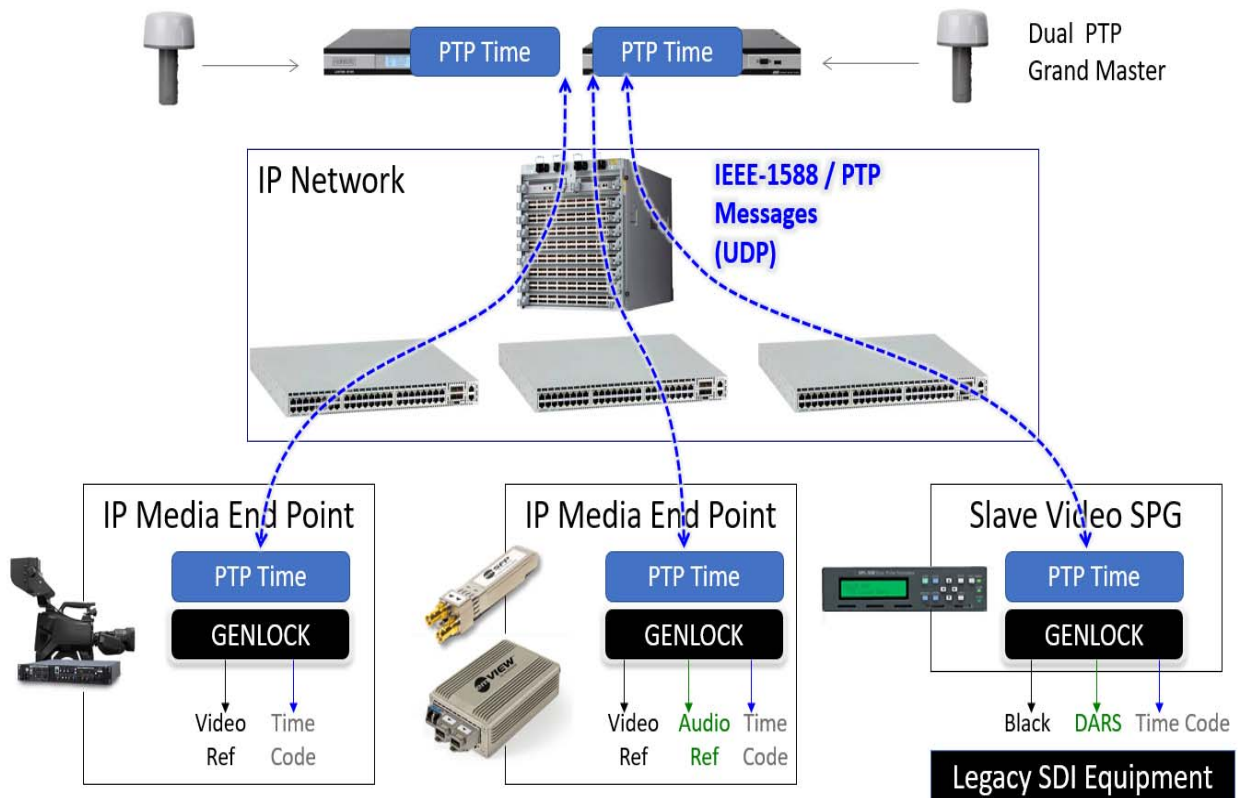 PTP Time
PTP Time
Dual PTP
Grand Master
IP Network
IEEE-1588 / PTP
Messages
(UDP)
IP Media End Point
PTP Time
GENLOCK
Video
Ref
Time
Code
IP Media End Point
SFP
VIEW
PTP Time
GENLOCK
Video
Ref
Audio
Ref
Time
Code
Slave Video SPG
PTP Time
GENLOCK
Black
DARS
Time Code
Legacy SDI Equipment